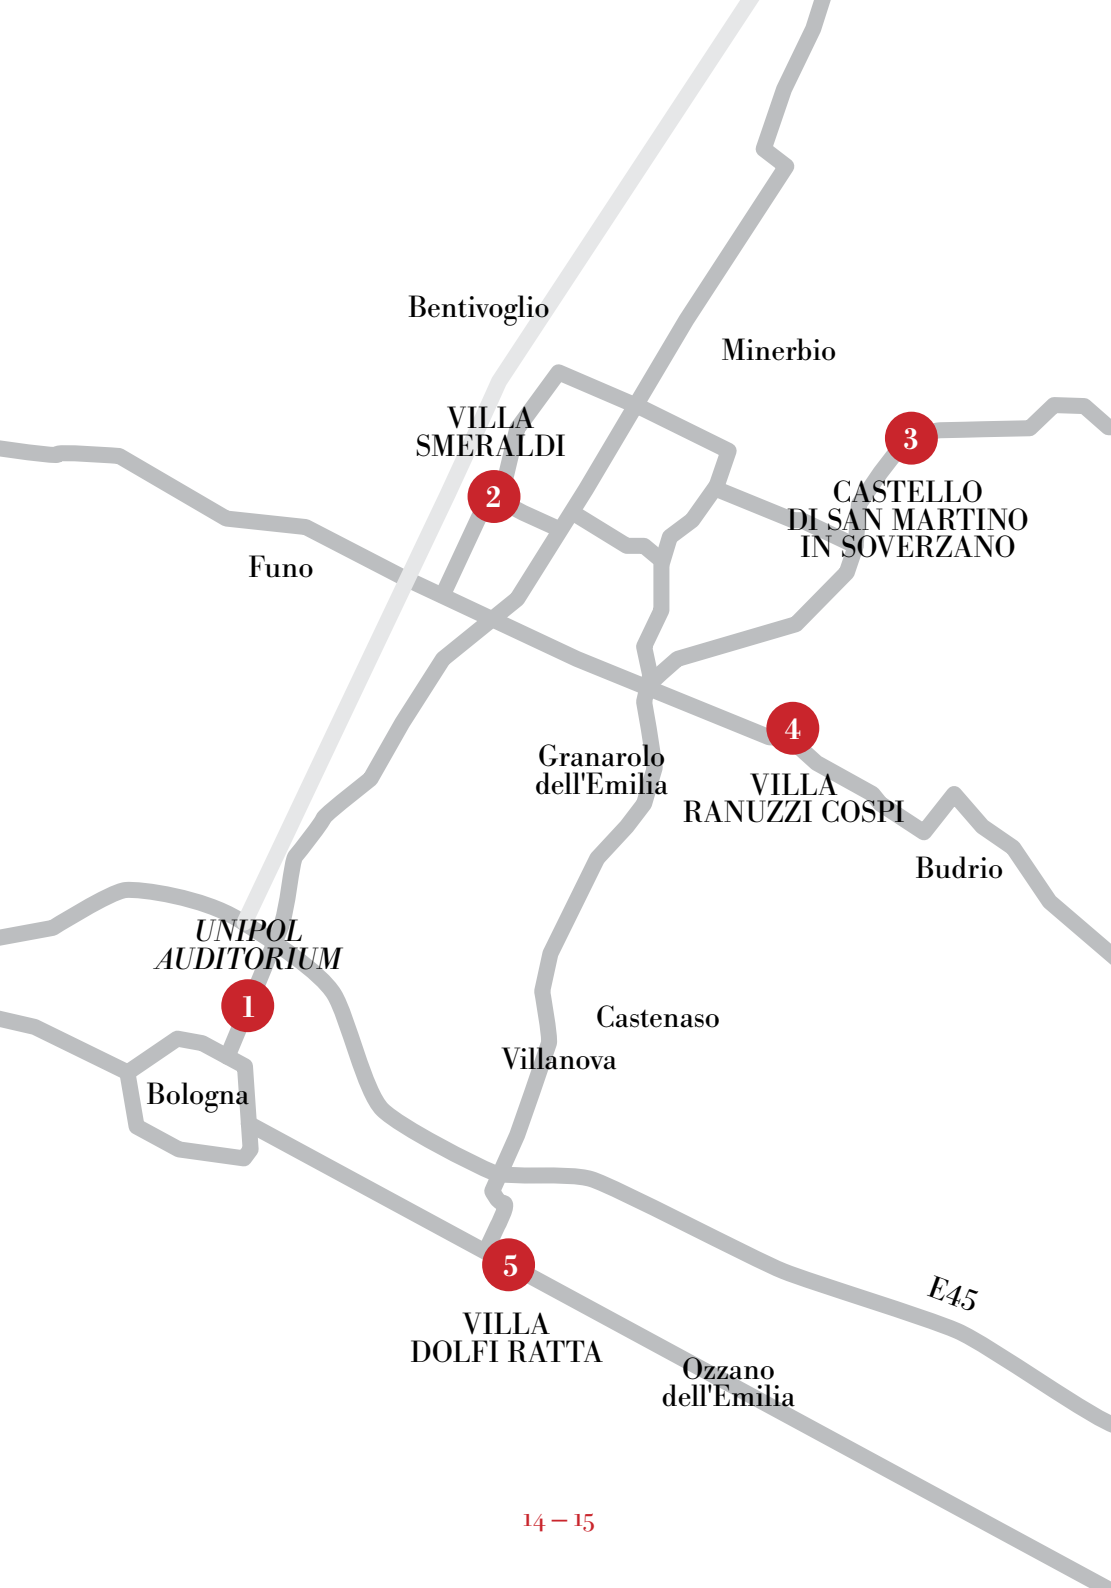 Bentivoglio
Minerbio
VILLA
SMERALDI
2
3
CASTELLO
DI SAN MARTINO
IN SOVERZANO
Funo
4
Granarolo
dell'Emilia
VILLA
RANUZZI COSPI
Budrio
UNIPOL
AUDITORIUM
1
Castenaso
Villanova
Bologna
5
E45
VILLA
DOLFI RATTA
Ozzano
dell'Emilia
14 – 15